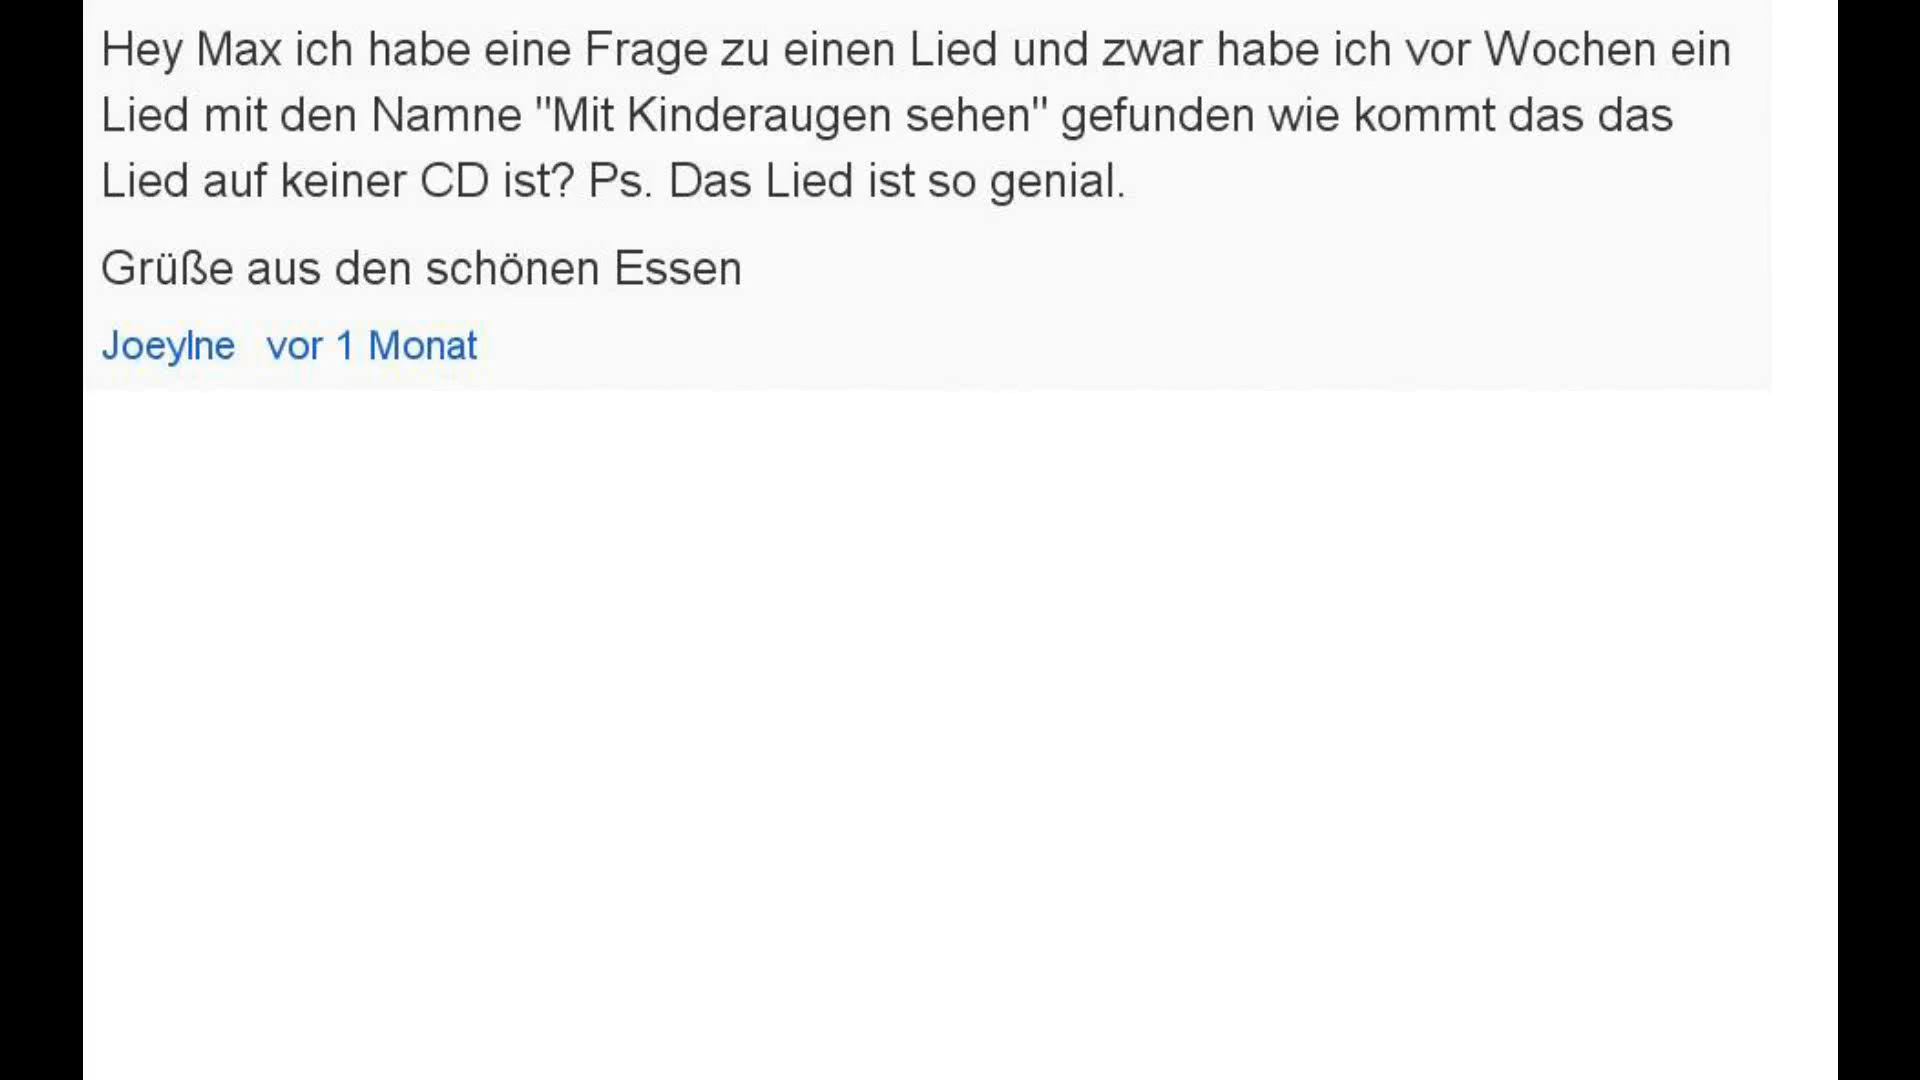 Hey Max ich habe eine Frage zu einen Lied und zwar habe ich vor Wochen ein
Lied mit den Namne "Mit Kinderaugen sehen" gefunden wie kommt das das
Lied auf keiner CD ist? Ps. Das Lied ist so genial.
Grüße aus den schönen Essen
Joeylne vor 1 Monat